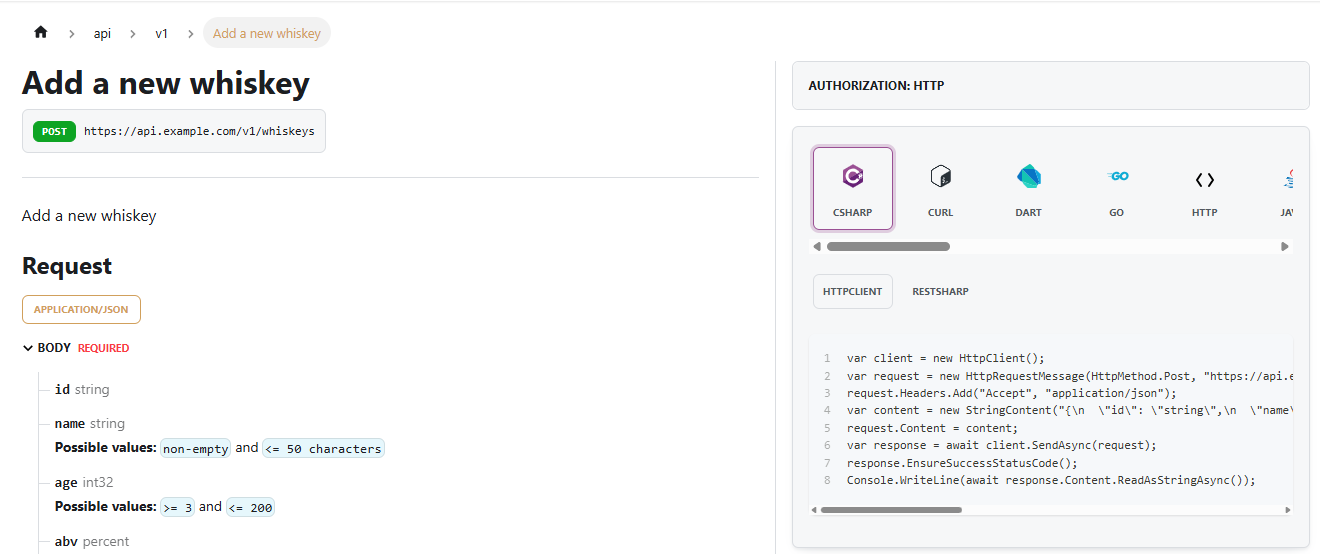 api
v1
Add a new whiskey
Add a new whiskey
POST https://api.example.com/v1/whiskeys
Add a new whiskey
Request
APPLICATION/JSON
BODY REQUIRED
id string
name string
Possible values: non-empty and <= 50 characters
age int32
Possible values: >= 3 and <= 200
abv percent
AUTHORIZATION: HTTP
CSHARP CURL DART GO HTTP JAV
HTTPCLIENT RESTSHARP
1 var client = new HttpClient();
2 var request = new HttpRequestMessage(HttpMethod.Post, "https://api.e
3 request.Headers.Add("Accept", "application/json");
4 var content = new StringContent("{\n  \"id\": \"string\",\n  \"name\
5 request.Content = content;
6 var response = await client.SendAsync(request);
7 response.EnsureSuccessStatusCode();
8 Console.WriteLine(await response.Content.ReadAsStringAsync());